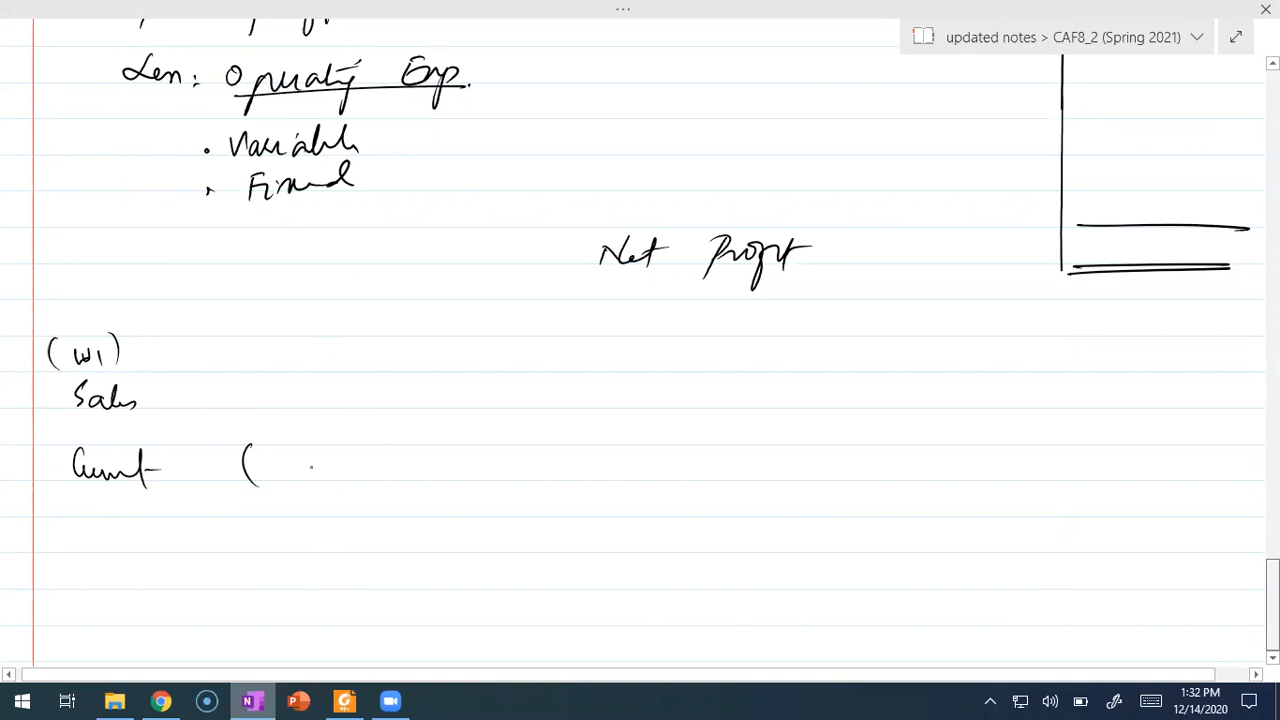 ...
updated notes > CAF8_2 (Spring 2021)
Less: Operating Exp.
• Variable
• Fixed
Net Profit
(W1)
Sales
Current (
1:32 PM
12/14/2020